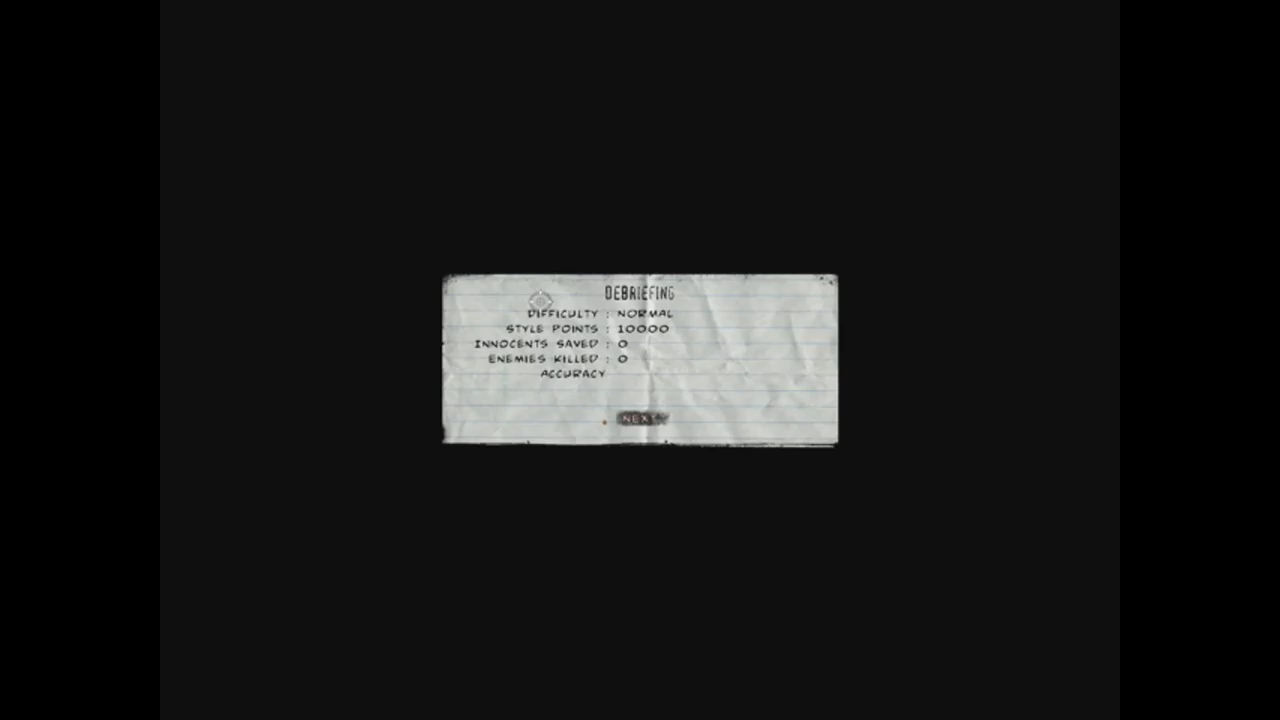 DEBRIEFING
DIFFICULTY : NORMAL
STYLE POINTS : 10000
INNOCENTS SAVED : 0
ENEMIES KILLED : 0
ACCURACY
NEXT